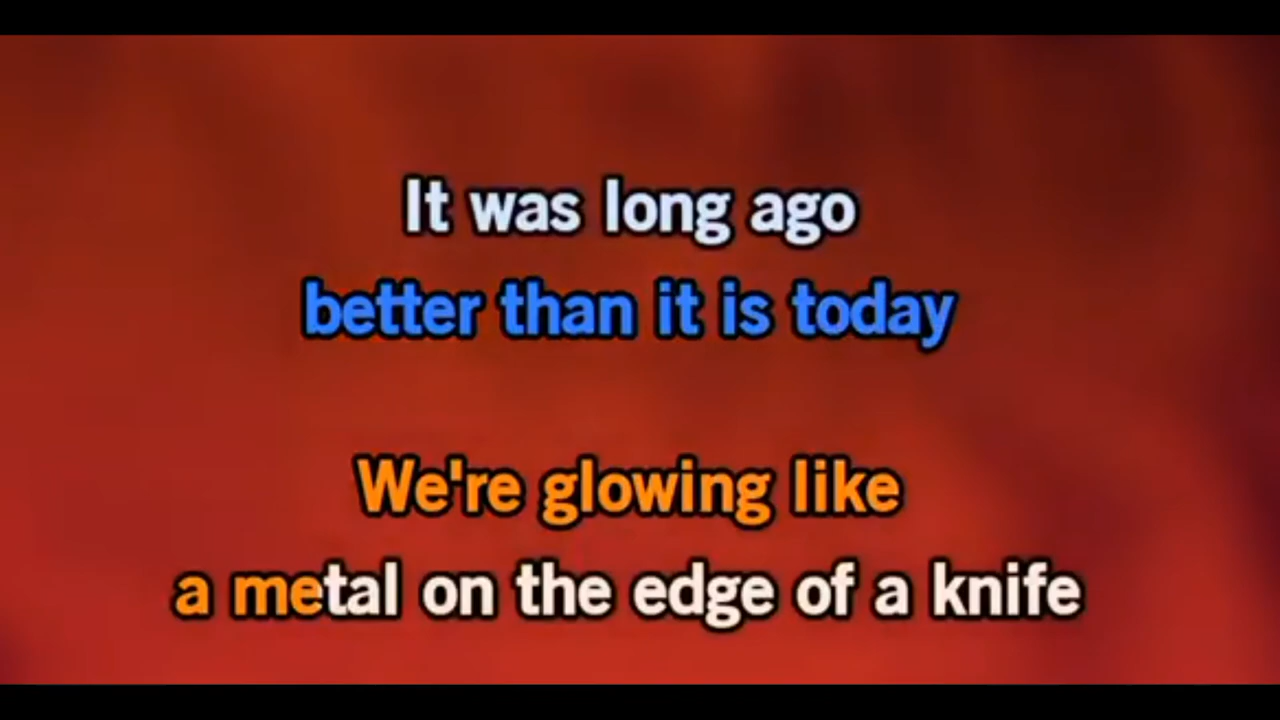 It was long ago
better than it is today
We're glowing like
a metal on the edge of a knife